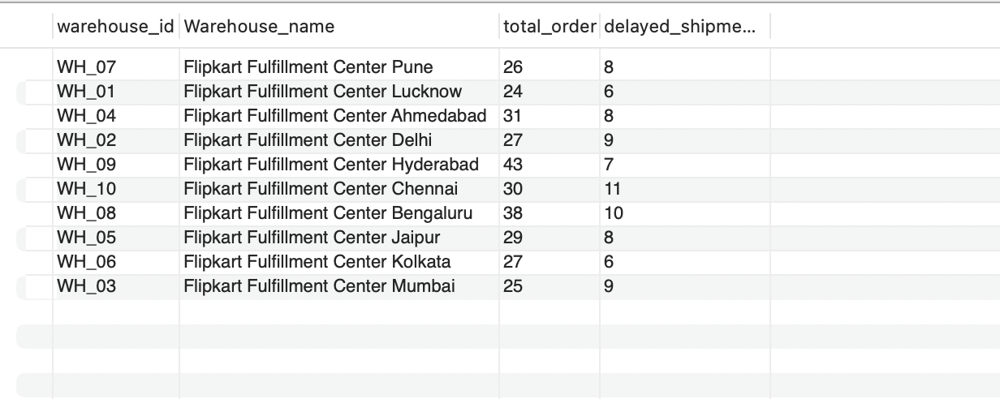 warehouse_id Warehouse_name total_order delayed_shipme...
WH_07 Flipkart Fulfillment Center Pune 26 8
WH_01 Flipkart Fulfillment Center Lucknow 24 6
WH_04 Flipkart Fulfillment Center Ahmedabad 31 8
WH_02 Flipkart Fulfillment Center Delhi 27 9
WH_09 Flipkart Fulfillment Center Hyderabad 43 7
WH_10 Flipkart Fulfillment Center Chennai 30 11
WH_08 Flipkart Fulfillment Center Bengaluru 38 10
WH_05 Flipkart Fulfillment Center Jaipur 29 8
WH_06 Flipkart Fulfillment Center Kolkata 27 6
WH_03 Flipkart Fulfillment Center Mumbai 25 9